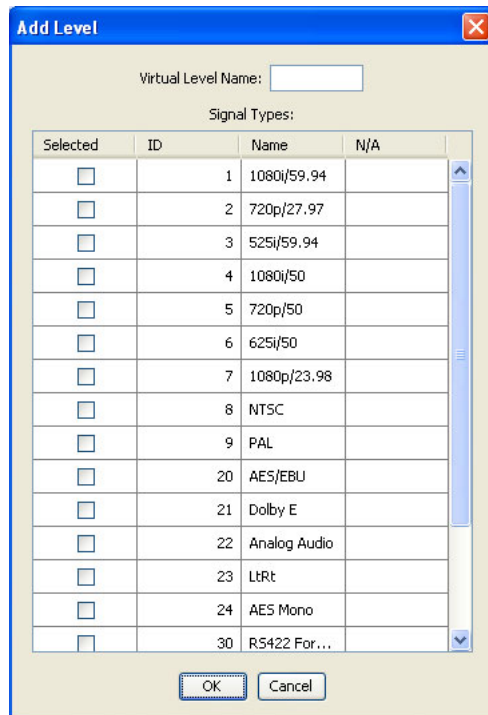 Add Level
Virtual Level Name:
Signal Types:
Selected ID Name N/A
1 1080i/59.94
2 720p/27.97
3 525i/59.94
4 1080i/50
5 720p/50
6 625i/50
7 1080p/23.98
8 NTSC
9 PAL
20 AES/EBU
21 Dolby E
22 Analog Audio
23 LtRt
24 AES Mono
30 RS422 For...
OK Cancel